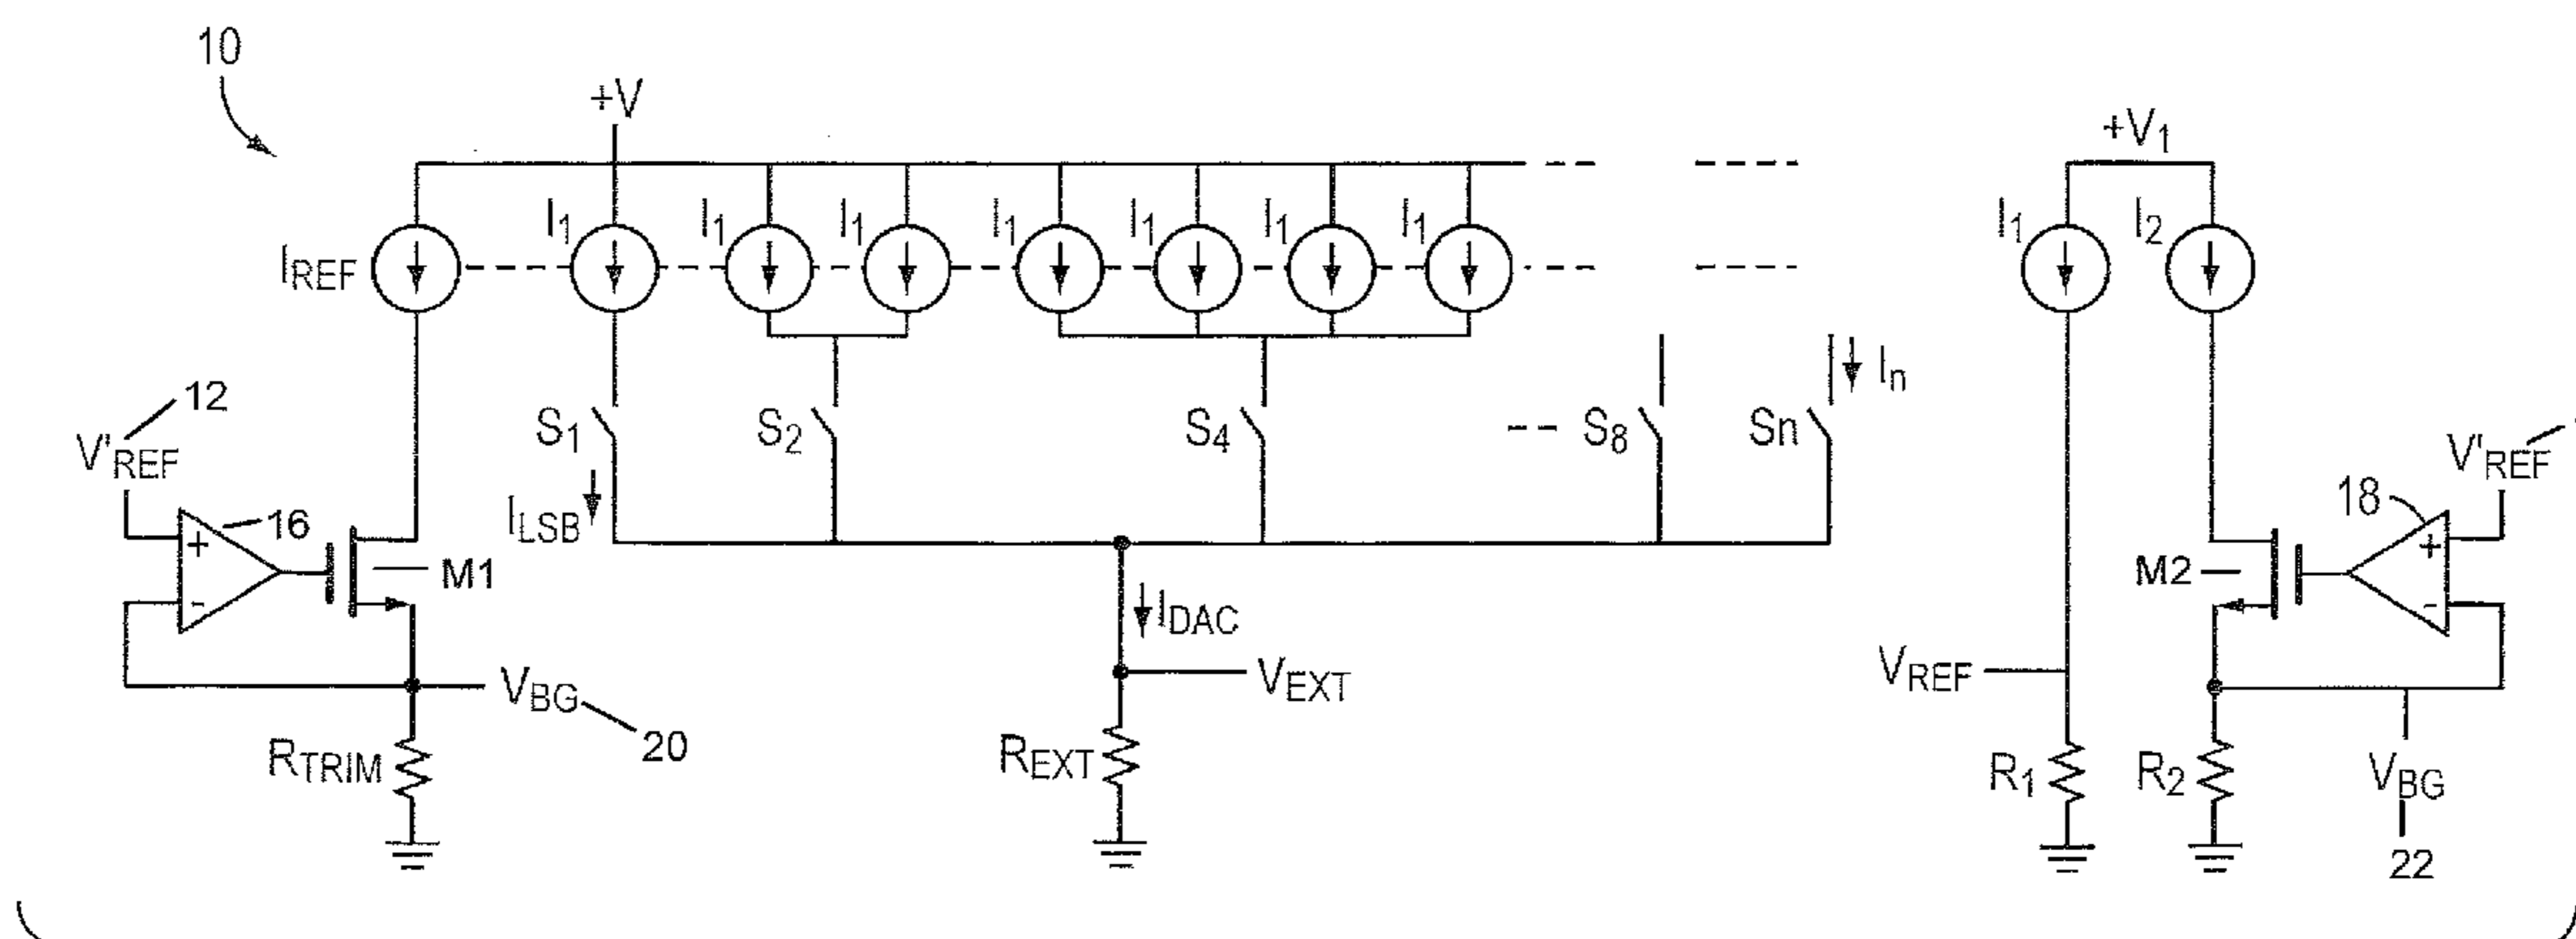 10
+V
+V1
I1 I1 I1 I1 I1 I1 I1 I1 I2
IREF
In
12
V'REF
S1 S2 S4 -- S8 Sn
V'REF
ILSB
16
18
+ - M1
M2 + -
IDAC
VBG
20
VEXT
VREF
RTRIM
REXT
R1 R2
VBG
22